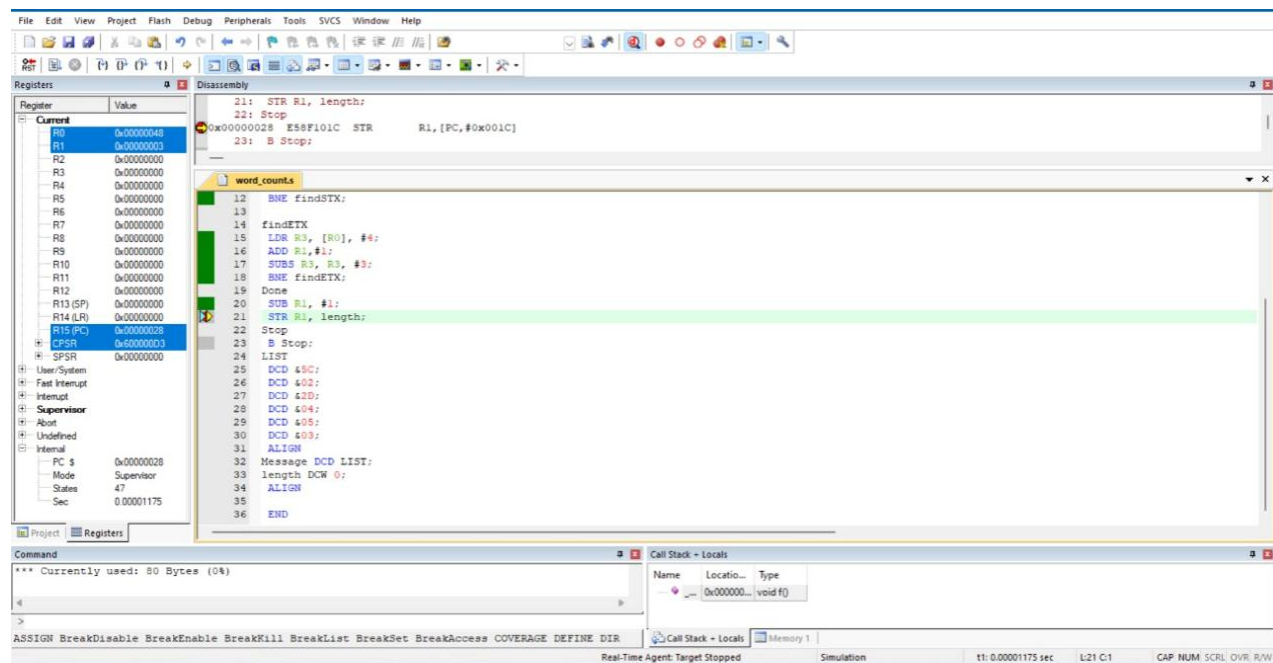 File Edit View Project Flash Debug Peripherals Tools SVCS Window Help
Registers
Register Value
Current
R0 0x00000048
R1 0x00000003
R2 0x00000000
R3 0x00000000
R4 0x00000000
R5 0x00000000
R6 0x00000000
R7 0x00000000
R8 0x00000000
R9 0x00000000
R10 0x00000000
R11 0x00000000
R12 0x00000000
R13 (SP) 0x00000000
R14 (LR) 0x00000000
R15 (PC) 0x00000028
CPSR 0x600000D3
SPSR 0x00000000
User/System
Fast Interrupt
Interrupt
Supervisor
Abort
Undefined
Internal
PC $ 0x00000028
Mode Supervisor
States 47
Sec 0.00001175
Project Registers
Disassembly
21: STR R1, length;
22: Stop
0x00000028 E58F101C STR R1,[PC,#0x001C]
23: B Stop;
word_count.s
12 BNE findSTX;
13
14 findETX
15 LDR R3, [R0], #4;
16 ADD R1,#1;
17 SUBS R3, R3, #3;
18 BNE findETX;
19 Done
20 SUB R1, #1;
21 STR R1, length;
22 Stop
23 B Stop;
24 LIST
25 DCD &5C;
26 DCD &02;
27 DCD &2D;
28 DCD &04;
29 DCD &05;
30 DCD &03;
31 ALIGN
32 Message DCD LIST;
33 length DCW 0;
34 ALIGN
35
36 END
Command
*** Currently used: 80 Bytes (0%)
>
ASSIGN BreakDisable BreakEnable BreakKill BreakList BreakSet BreakAccess COVERAGE DEFINE DIR
Call Stack + Locals
Name Locatio... Type
_... 0x000000... void f()
Call Stack + Locals Memory 1
Real-Time Agent: Target Stopped Simulation t1: 0.00001175 sec L:21 C:1 CAP NUM SCRL OVR R/W